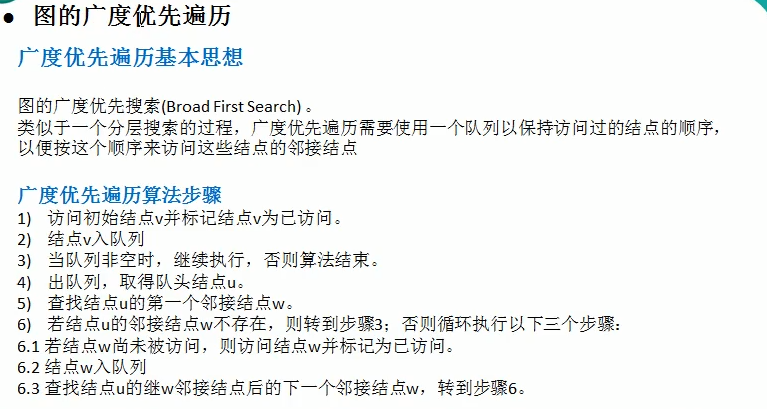 ● 图的广度优先遍历
广度优先遍历基本思想
图的广度优先搜索(Broad First Search) 。
类似于一个分层搜索的过程，广度优先遍历需要使用一个队列以保持访问过的结点的顺序，
以便按这个顺序来访问这些结点的邻接结点
广度优先遍历算法步骤
1) 访问初始结点v并标记结点v为已访问。
2) 结点v入队列
3) 当队列非空时，继续执行，否则算法结束。
4) 出队列，取得队头结点u。
5) 查找结点u的第一个邻接结点w。
6) 若结点u的邻接结点w不存在，则转到步骤3；否则循环执行以下三个步骤：
6.1 若结点w尚未被访问，则访问结点w并标记为已访问。
6.2 结点w入队列
6.3 查找结点u的继w邻接结点后的下一个邻接结点w，转到步骤6。